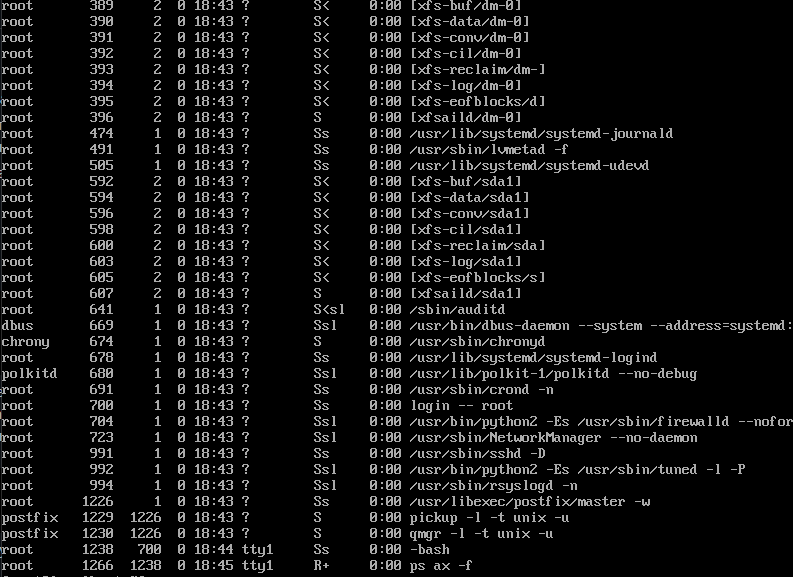 root 389 2 0 18:43 ? S< 0:00 [xfs-buf/dm-0]
root 390 2 0 18:43 ? S< 0:00 [xfs-data/dm-0]
root 391 2 0 18:43 ? S< 0:00 [xfs-conv/dm-0]
root 392 2 0 18:43 ? S< 0:00 [xfs-cil/dm-0]
root 393 2 0 18:43 ? S< 0:00 [xfs-reclaim/dm-]
root 394 2 0 18:43 ? S< 0:00 [xfs-log/dm-0]
root 395 2 0 18:43 ? S< 0:00 [xfs-eofblocks/d]
root 396 2 0 18:43 ? S 0:00 [xfsaild/dm-0]
root 474 1 0 18:43 ? Ss 0:00 /usr/lib/systemd/systemd-journald
root 491 1 0 18:43 ? Ss 0:00 /usr/sbin/lvmetad -f
root 505 1 0 18:43 ? Ss 0:00 /usr/lib/systemd/systemd-udevd
root 592 2 0 18:43 ? S< 0:00 [xfs-buf/sda1]
root 594 2 0 18:43 ? S< 0:00 [xfs-data/sda1]
root 596 2 0 18:43 ? S< 0:00 [xfs-conv/sda1]
root 598 2 0 18:43 ? S< 0:00 [xfs-cil/sda1]
root 600 2 0 18:43 ? S< 0:00 [xfs-reclaim/sda]
root 603 2 0 18:43 ? S< 0:00 [xfs-log/sda1]
root 605 2 0 18:43 ? S< 0:00 [xfs-eofblocks/s]
root 607 2 0 18:43 ? S 0:00 [xfsaild/sda1]
root 641 1 0 18:43 ? S<sl 0:00 /sbin/auditd
dbus 669 1 0 18:43 ? Ssl 0:00 /usr/bin/dbus-daemon --system --address=systemd:
chrony 674 1 0 18:43 ? S 0:00 /usr/sbin/chronyd
root 678 1 0 18:43 ? Ss 0:00 /usr/lib/systemd/systemd-logind
polkitd 680 1 0 18:43 ? Ssl 0:00 /usr/lib/polkit-1/polkitd --no-debug
root 691 1 0 18:43 ? Ss 0:00 /usr/sbin/crond -n
root 700 1 0 18:43 ? Ss 0:00 login -- root
root 704 1 0 18:43 ? Ssl 0:00 /usr/bin/python2 -Es /usr/sbin/firewalld --nofor
root 723 1 0 18:43 ? Ssl 0:00 /usr/sbin/NetworkManager --no-daemon
root 991 1 0 18:43 ? Ss 0:00 /usr/sbin/sshd -D
root 992 1 0 18:43 ? Ssl 0:00 /usr/bin/python2 -Es /usr/sbin/tuned -l -P
root 994 1 0 18:43 ? Ssl 0:00 /usr/sbin/rsyslogd -n
root 1226 1 0 18:43 ? Ss 0:00 /usr/libexec/postfix/master -w
postfix 1229 1226 0 18:43 ? S 0:00 pickup -l -t unix -u
postfix 1230 1226 0 18:43 ? S 0:00 qmgr -l -t unix -u
root 1238 700 0 18:44 tty1 Ss 0:00 -bash
root 1266 1238 0 18:45 tty1 R+ 0:00 ps ax -f